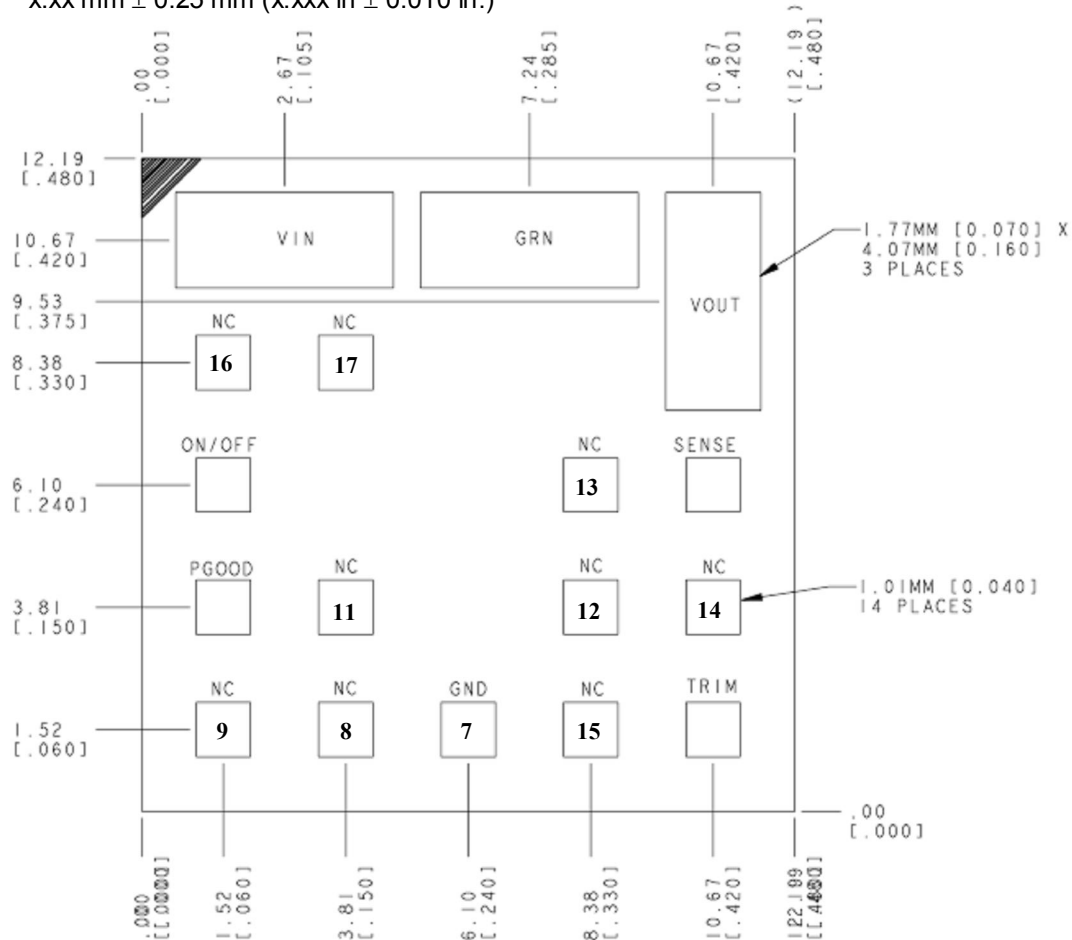 x.xx mm ± 0.25 mm (x.xxx in ± 0.010 in.)
.00
[.000]
2.67
[.105]
7.24
[.285]
10.67
[.420]
(12.19)
[.480]
12.19
[.480]
10.67
[.420]
VIN
GRN
1.77MM [0.070] X
4.07MM [0.160]
3 PLACES
9.53
[.375]
VOUT
NC
NC
8.38
[.330]
16
17
ON/OFF
NC
SENSE
6.10
[.240]
13
PGOOD
NC
NC
NC
3.81
[.150]
11
12
14
1.01MM [0.040]
14 PLACES
NC
NC
GND
NC
TRIM
1.52
[.060]
9
8
7
15
.00
[.000]
1.52
[.060]
3.81
[.150]
6.10
[.240]
8.38
[.330]
10.67
[.420]